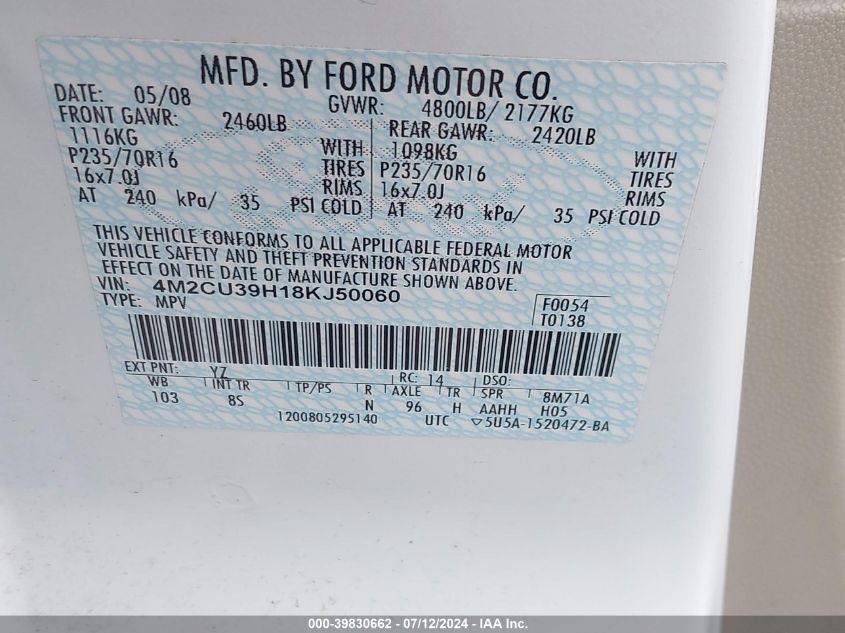 MFD. BY FORD MOTOR CO.
DATE: 05/08 GVWR: 4800LB/ 2177KG
FRONT GAWR: 2460LB REAR GAWR: 2420LB
1116KG WITH 1098KG WITH
P235/70R16 TIRES P235/70R16 TIRES
16x7.0J RIMS 16x7.0J RIMS
AT 240 kPa/ 35 PSI COLD AT 240 kPa/ 35 PSI COLD
THIS VEHICLE CONFORMS TO ALL APPLICABLE FEDERAL MOTOR
VEHICLE SAFETY AND THEFT PREVENTION STANDARDS IN
EFFECT ON THE DATE OF MANUFACTURE SHOWN ABOVE.
VIN: 4M2CU39H18KJ50060 F0054
TYPE: MPV T0138
EXT PNT: YZ RC: 14 DSO:
WB INT TR TP/PS R AXLE TR SPR 8M71A
103 8S N 96 H AAHH H05
1200805295140 UTC ▽5U5A-1520472-BA
000-39830662 - 07/12/2024 - IAA Inc.